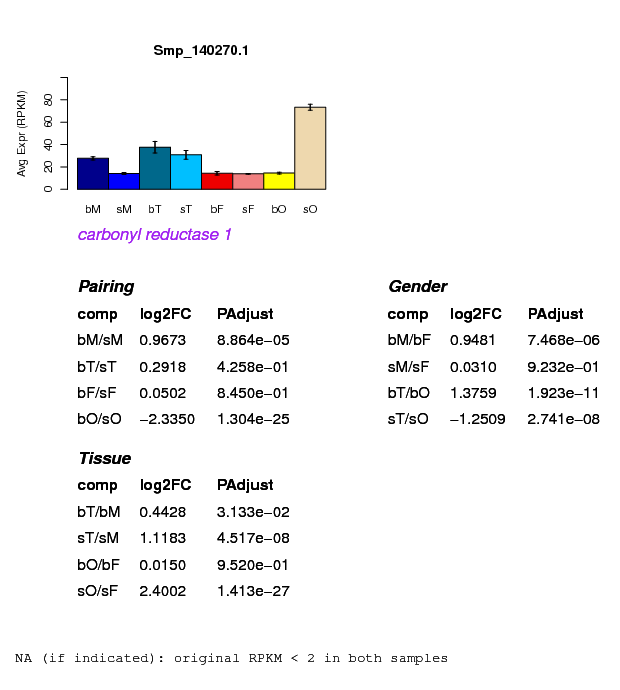 Smp_140270.1
Avg Expr (RPKM)
0 20 40 60 80
bM sM bT sT bF sF bO sO
carbonyl reductase 1
Pairing
comp log2FC PAdjust
bM/sM 0.9673 8.864e−05
bT/sT 0.2918 4.258e−01
bF/sF 0.0502 8.450e−01
bO/sO −2.3350 1.304e−25
Gender
comp log2FC PAdjust
bM/bF 0.9481 7.468e−06
sM/sF 0.0310 9.232e−01
bT/bO 1.3759 1.923e−11
sT/sO −1.2509 2.741e−08
Tissue
comp log2FC PAdjust
bT/bM 0.4428 3.133e−02
sT/sM 1.1183 4.517e−08
bO/bF 0.0150 9.520e−01
sO/sF 2.4002 1.413e−27
NA (if indicated): original RPKM < 2 in both samples